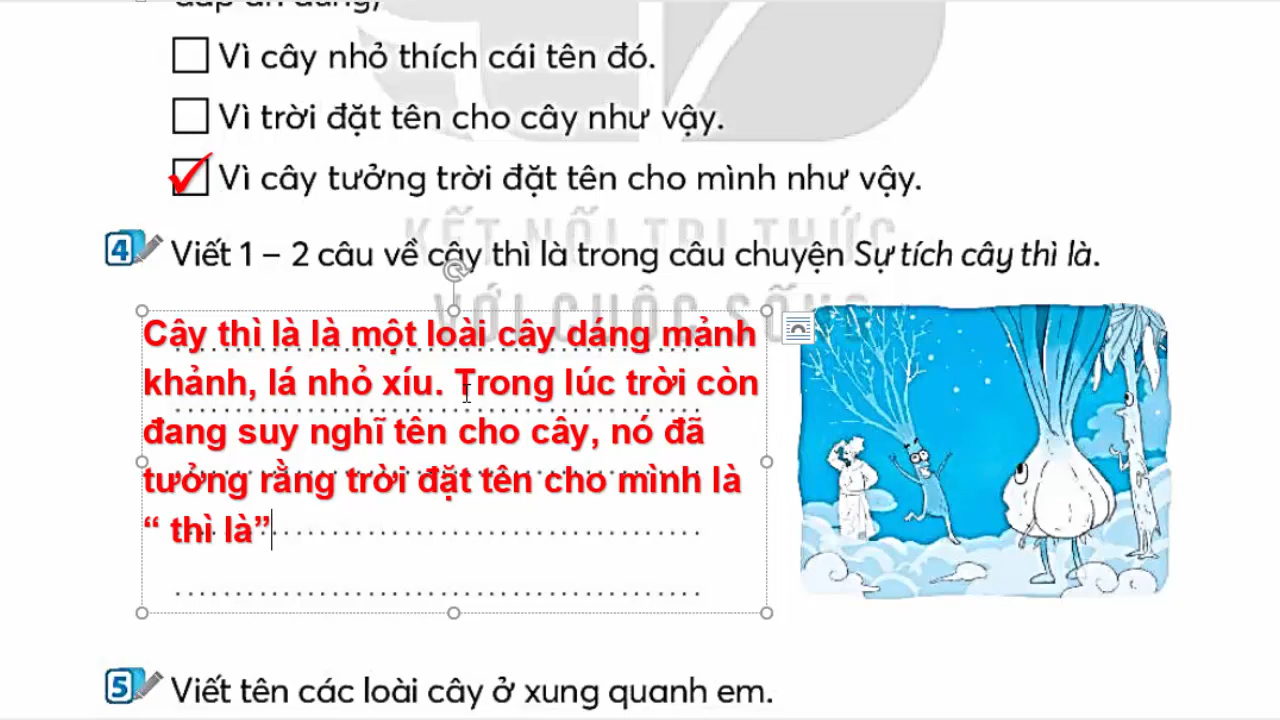 Vì cây nhỏ thích cái tên đó.
Vì trời đặt tên cho cây như vậy.
Vì cây tưởng trời đặt tên cho mình như vậy.
KẾT NỐI TRI THỨC
4 Viết 1 – 2 câu về cây thì là trong câu chuyện Sự tích cây thì là.
VỚI CUỘC SỐNG
Cây thì là là một loài cây dáng mảnh
khảnh, lá nhỏ xíu. Trong lúc trời còn
đang suy nghĩ tên cho cây, nó đã
tưởng rằng trời đặt tên cho mình là
“ thì là”
5 Viết tên các loài cây ở xung quanh em.